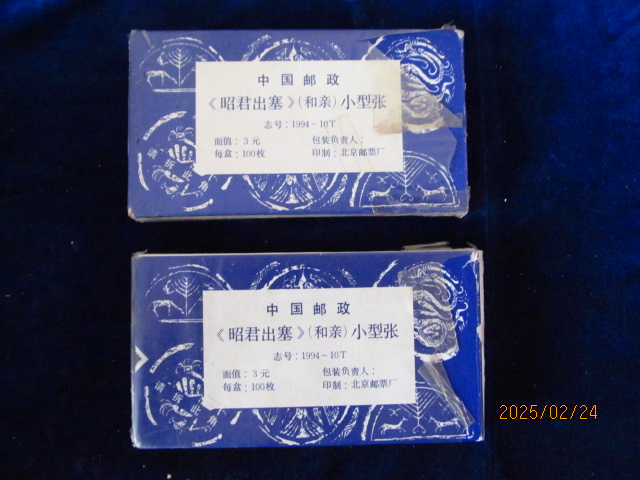 中国邮政
《昭君出塞》(和亲)小型张
志号:1994-10T
面值:3元 包装负责人:
每盒:100枚 印制:北京邮票厂
中国邮政
《昭君出塞》(和亲)小型张
志号:1994-10T
面值:3元 包装负责人:
每盒:100枚 印制:北京邮票厂
2025/02/24